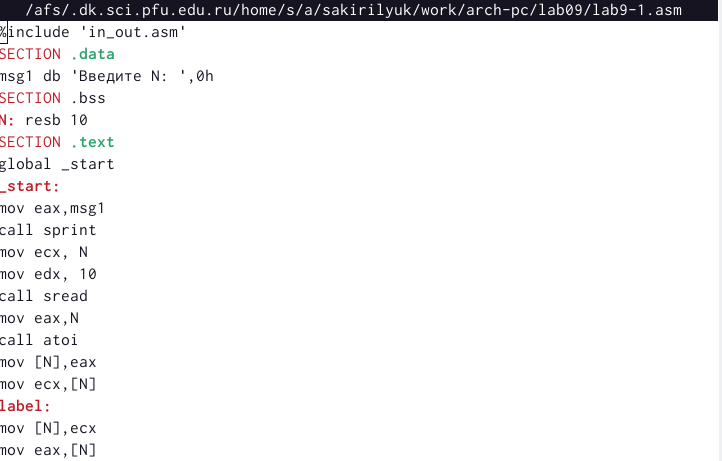 /afs/.dk.sci.pfu.edu.ru/home/s/a/sakirilyuk/work/arch-pc/lab09/lab9-1.asm
%include 'in_out.asm'
SECTION .data
msg1 db 'Введите N: ',0h
SECTION .bss
N: resb 10
SECTION .text
global _start
_start:
mov eax,msg1
call sprint
mov ecx, N
mov edx, 10
call sread
mov eax,N
call atoi
mov [N],eax
mov ecx,[N]
label:
mov [N],ecx
mov eax,[N]